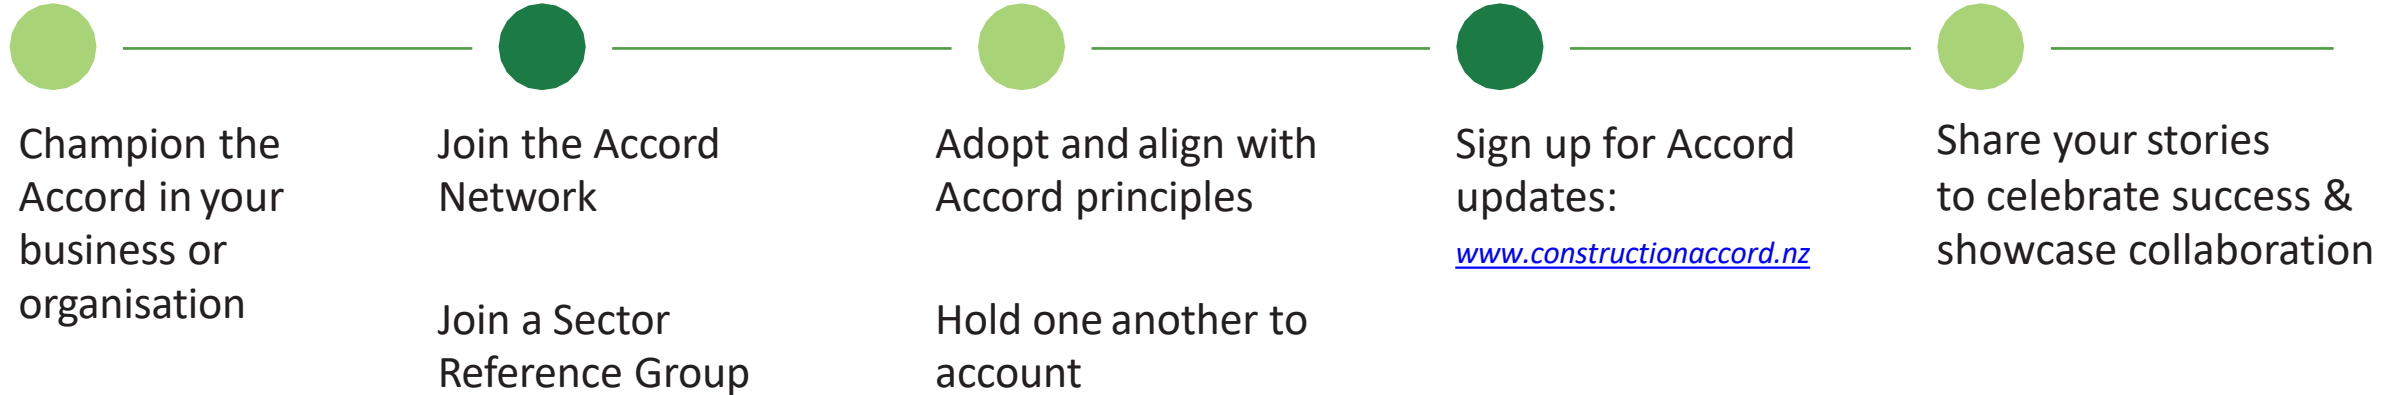 Champion the
Accord in your
business or
organisation
Join the Accord
Network
Join a Sector
Reference Group
Adopt and align with
Accord principles
Hold one another to
account
Sign up for Accord
updates:
www.constructionaccord.nz
Share your stories
to celebrate success &
showcase collaboration